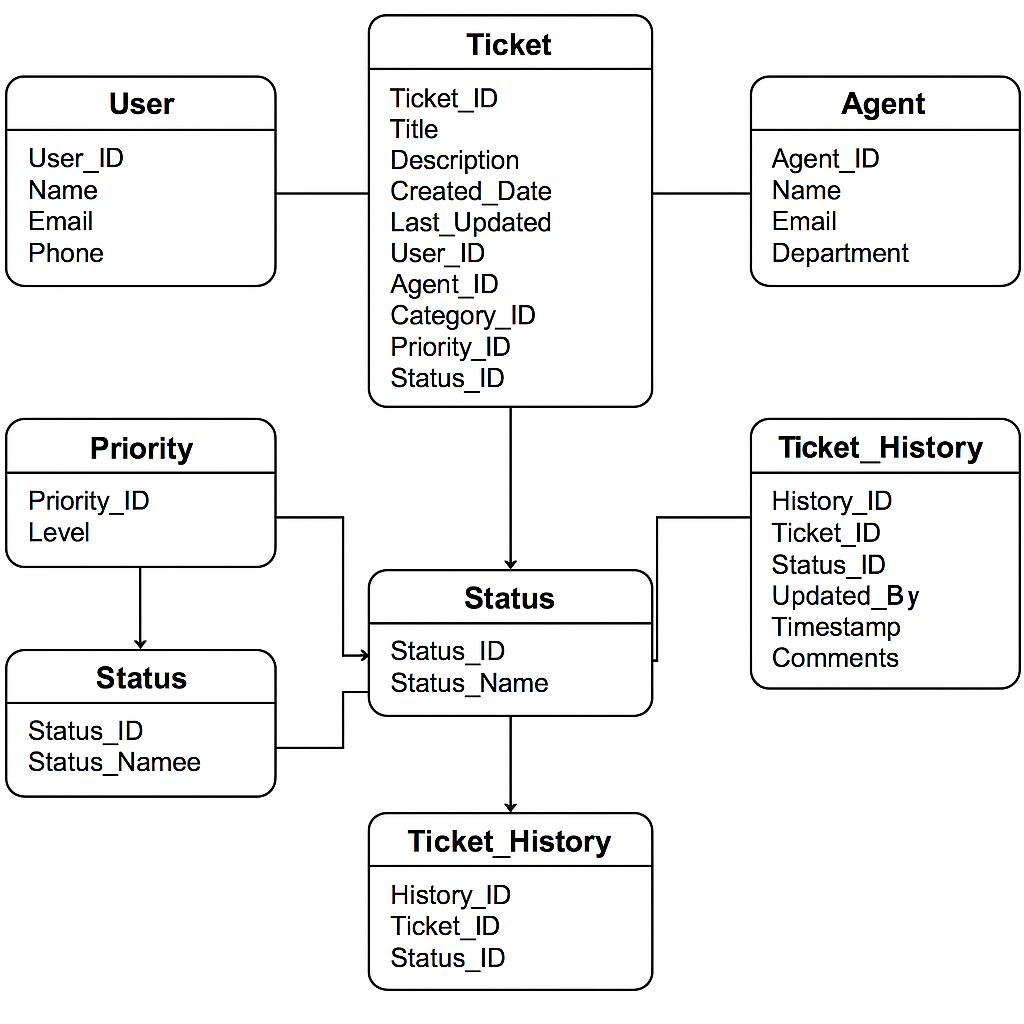 Ticket
Ticket_ID
Title
Description
Created_Date
Last_Updated
User_ID
Agent_ID
Category_ID
Priority_ID
Status_ID
User
User_ID
Name
Email
Phone
Agent
Agent_ID
Name
Email
Department
Priority
Priority_ID
Level
Ticket_History
History_ID
Ticket_ID
Status_ID
Updated_By
Timestamp
Comments
Status
Status_ID
Status_Name
Status
Status_ID
Status_Namee
Ticket_History
History_ID
Ticket_ID
Status_ID